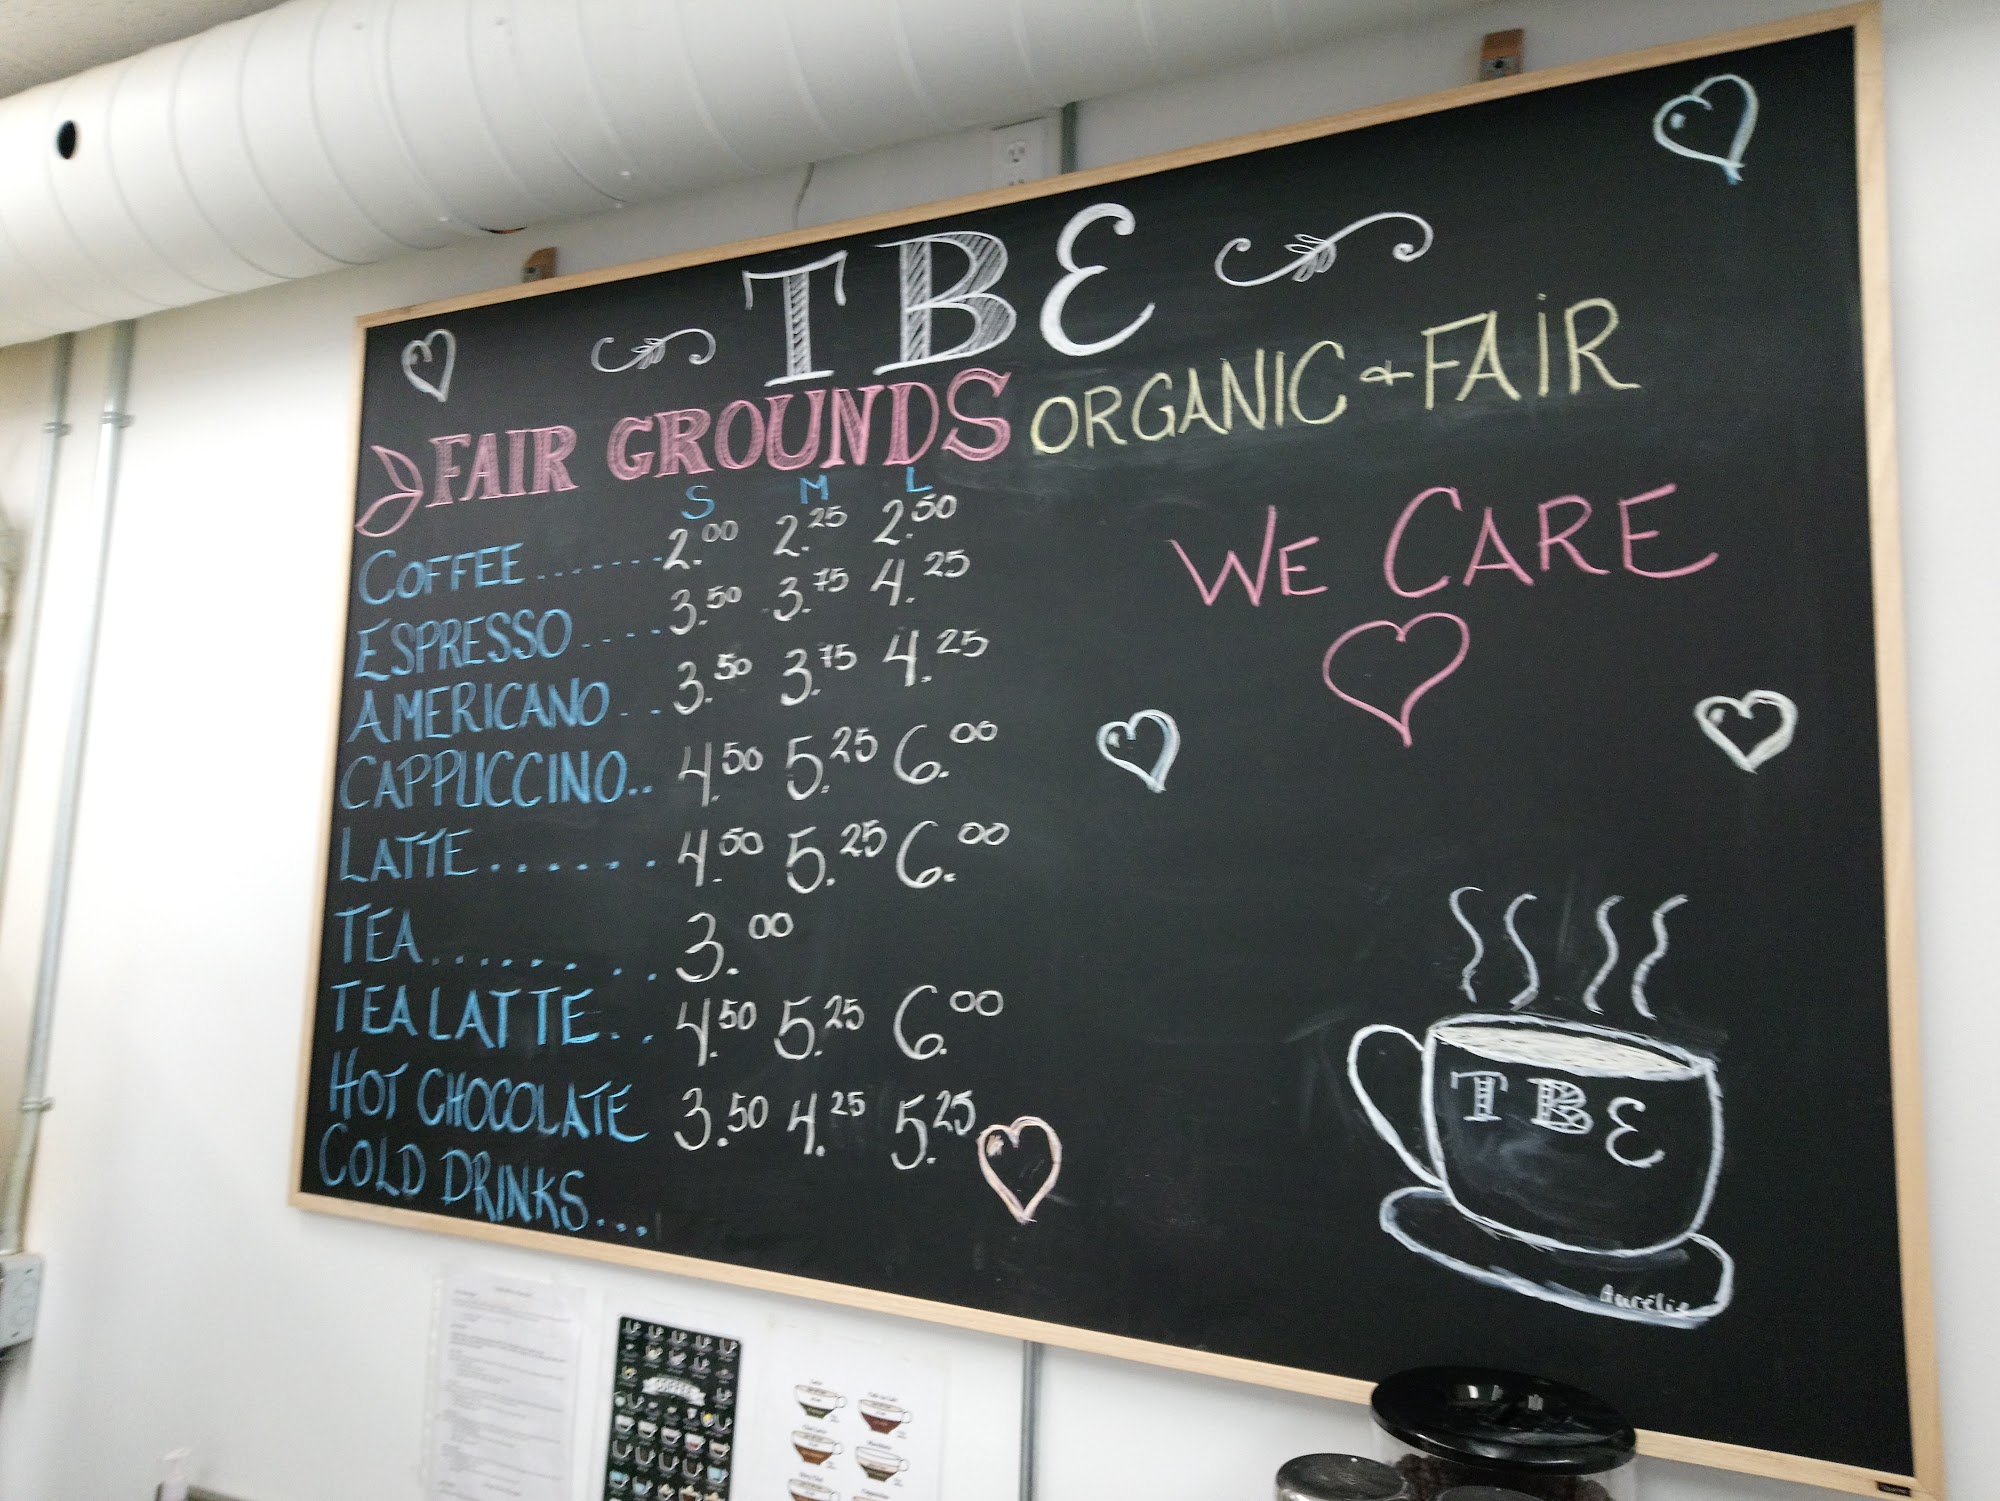 TBE
FAIR GROUNDS ORGANIC & FAIR
S M L
COFFEE ....... 2.00 2.25 2.50
ESPRESSO .... 3.50 3.75 4.25
AMERICANO .. 3.50 3.75 4.25
CAPPUCCINO.. 4.50 5.25 6.00
LATTE...... 4.50 5.25 6.00
TEA........ 3.00
TEA LATTE.. 4.50 5.25 6.00
HOT CHOCOLATE 3.50 4.25 5.25
COLD DRINKS...
WE CARE
TBE
Aurélie